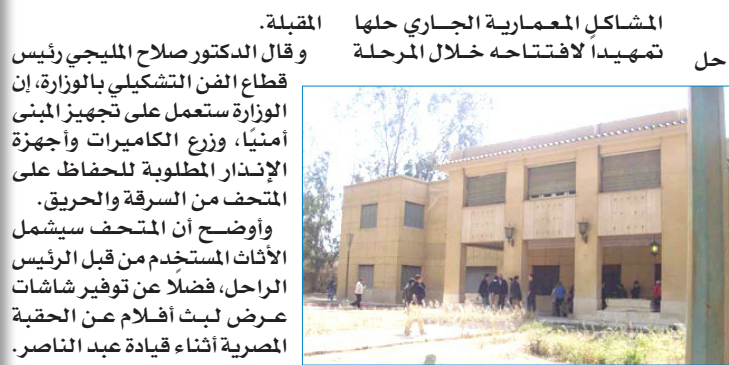 حل
المشاكل المعمارية الجاري حلها
تمهيداً لافتتاحه خلال المرحلة
المقبلة.
وقال الدكتور صلاح المليجي رئيس
قطاع الفن التشكيلي بالوزارة، إن
الوزارة ستعمل على تجهيز المبنى
أمنيًا، وزرع الكاميرات وأجهزة
الإنذار المطلوبة للحفاظ على
المتحف من السرقة والحريق.
وأوضح أن المتحف سيشمل
الأثاث المستخدم من قبل الرئيس
الراحل، فضلًا عن توفير شاشات
عرض لبث أفلام عن الحقبة
المصرية أثناء قيادة عبد الناصر.